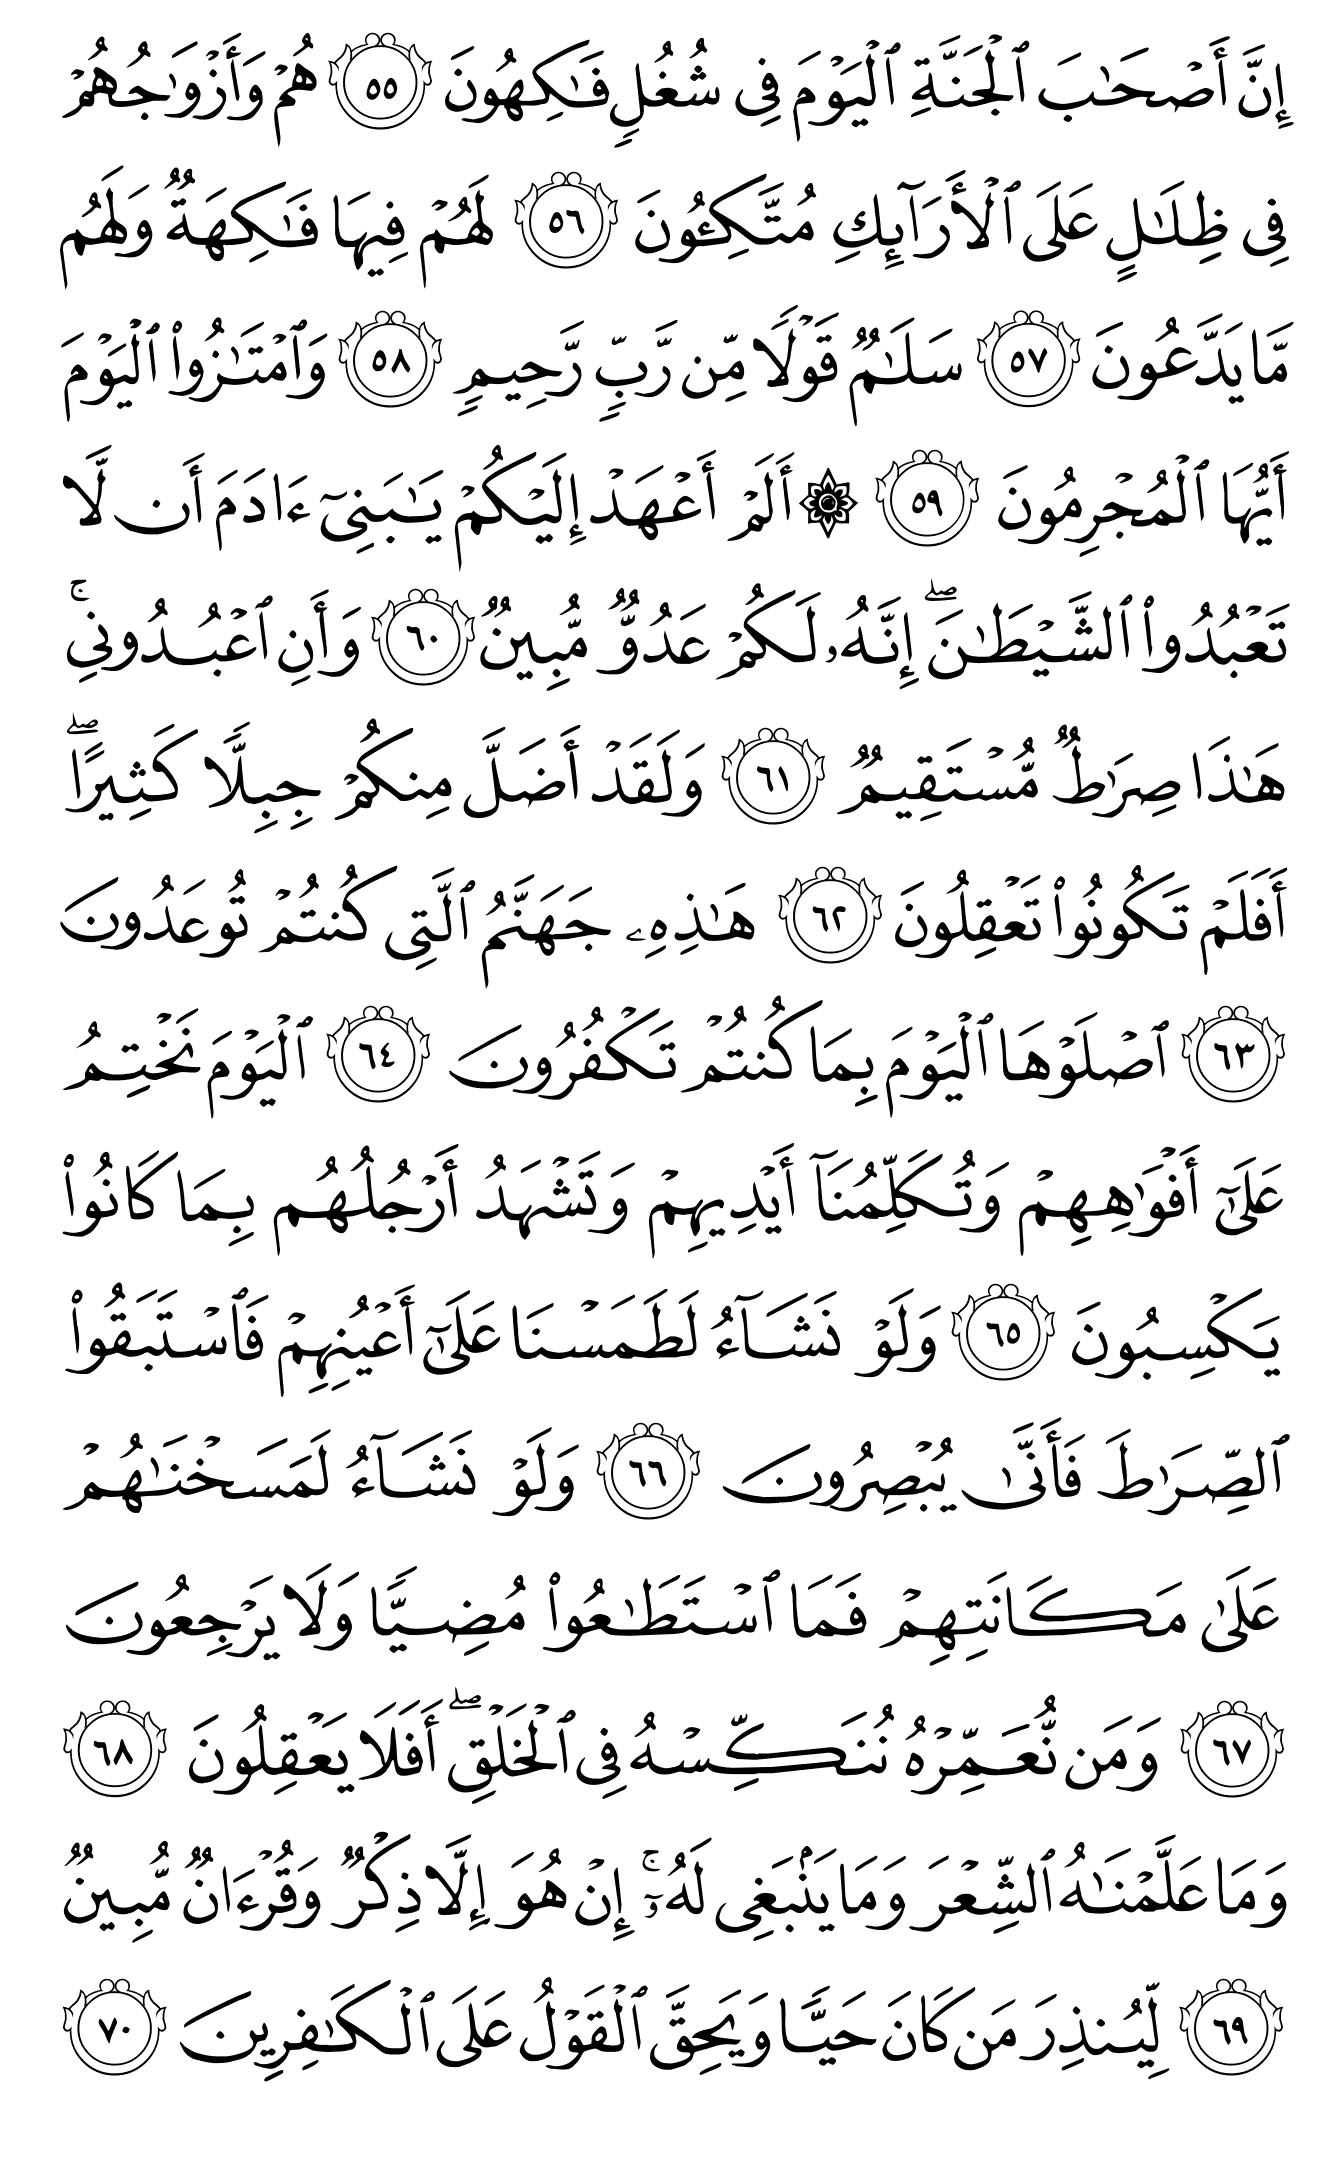 إِنَّ أَصْحَٰبَ ٱلْجَنَّةِ ٱلْيَوْمَ فِى شُغُلٍ فَٰكِهُونَ ٥٥ هُمْ وَأَزْوَٰجُهُمْ
فِى ظِلَٰلٍ عَلَى ٱلْأَرَآئِكِ مُتَّكِـُٔونَ ٥٦ لَهُمْ فِيهَا فَٰكِهَةٌ وَلَهُم
مَّا يَدَّعُونَ ٥٧ سَلَٰمٌ قَوْلًا مِّن رَّبٍّ رَّحِيمٍ ٥٨ وَٱمْتَٰزُوا۟ ٱلْيَوْمَ
أَيُّهَا ٱلْمُجْرِمُونَ ٥٩ ۞ أَلَمْ أَعْهَدْ إِلَيْكُمْ يَٰبَنِىٓ ءَادَمَ أَن لَّا
تَعْبُدُوا۟ ٱلشَّيْطَٰنَ ۖ إِنَّهُۥ لَكُمْ عَدُوٌّ مُّبِينٌ ٦٠ وَأَنِ ٱعْبُدُونِى ۚ
هَٰذَا صِرَٰطٌ مُّسْتَقِيمٌ ٦١ وَلَقَدْ أَضَلَّ مِنكُمْ جِبِلًّا كَثِيرًا ۖ
أَفَلَمْ تَكُونُوا۟ تَعْقِلُونَ ٦٢ هَٰذِهِۦ جَهَنَّمُ ٱلَّتِى كُنتُمْ تُوعَدُونَ
٦٣ ٱصْلَوْهَا ٱلْيَوْمَ بِمَا كُنتُمْ تَكْفُرُونَ ٦٤ ٱلْيَوْمَ نَخْتِمُ
عَلَىٰٓ أَفْوَٰهِهِمْ وَتُكَلِّمُنَآ أَيْدِيهِمْ وَتَشْهَدُ أَرْجُلُهُم بِمَا كَانُوا۟
يَكْسِبُونَ ٦٥ وَلَوْ نَشَآءُ لَطَمَسْنَا عَلَىٰٓ أَعْيُنِهِمْ فَٱسْتَبَقُوا۟
ٱلصِّرَٰطَ فَأَنَّىٰ يُبْصِرُونَ ٦٦ وَلَوْ نَشَآءُ لَمَسَخْنَٰهُمْ
عَلَىٰ مَكَانَتِهِمْ فَمَا ٱسْتَطَٰعُوا۟ مُضِيًّا وَلَا يَرْجِعُونَ
٦٧ وَمَن نُّعَمِّرْهُ نُنَكِّسْهُ فِى ٱلْخَلْقِ ۖ أَفَلَا يَعْقِلُونَ ٦٨
وَمَا عَلَّمْنَٰهُ ٱلشِّعْرَ وَمَا يَنۢبَغِى لَهُۥٓ ۚ إِنْ هُوَ إِلَّا ذِكْرٌ وَقُرْءَانٌ مُّبِينٌ
٦٩ لِّيُنذِرَ مَن كَانَ حَيًّا وَيَحِقَّ ٱلْقَوْلُ عَلَى ٱلْكَٰفِرِينَ ٧٠